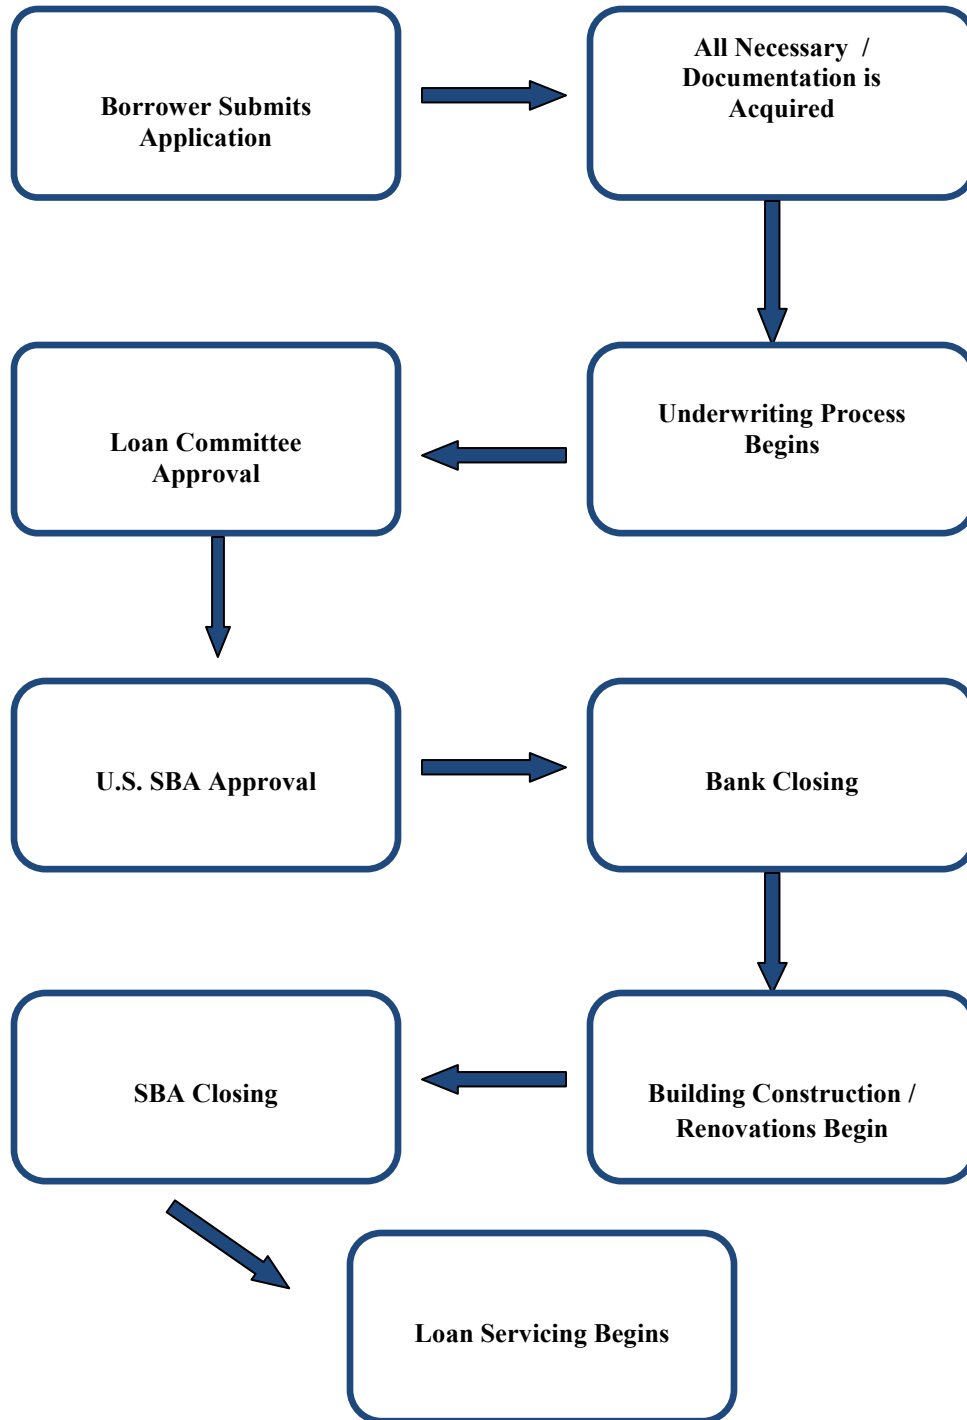 Borrower Submits
Application
All Necessary /
Documentation is
Acquired
Underwriting Process
Begins
Loan Committee
Approval
U.S. SBA Approval
Bank Closing
Building Construction /
Renovations Begin
SBA Closing
Loan Servicing Begins